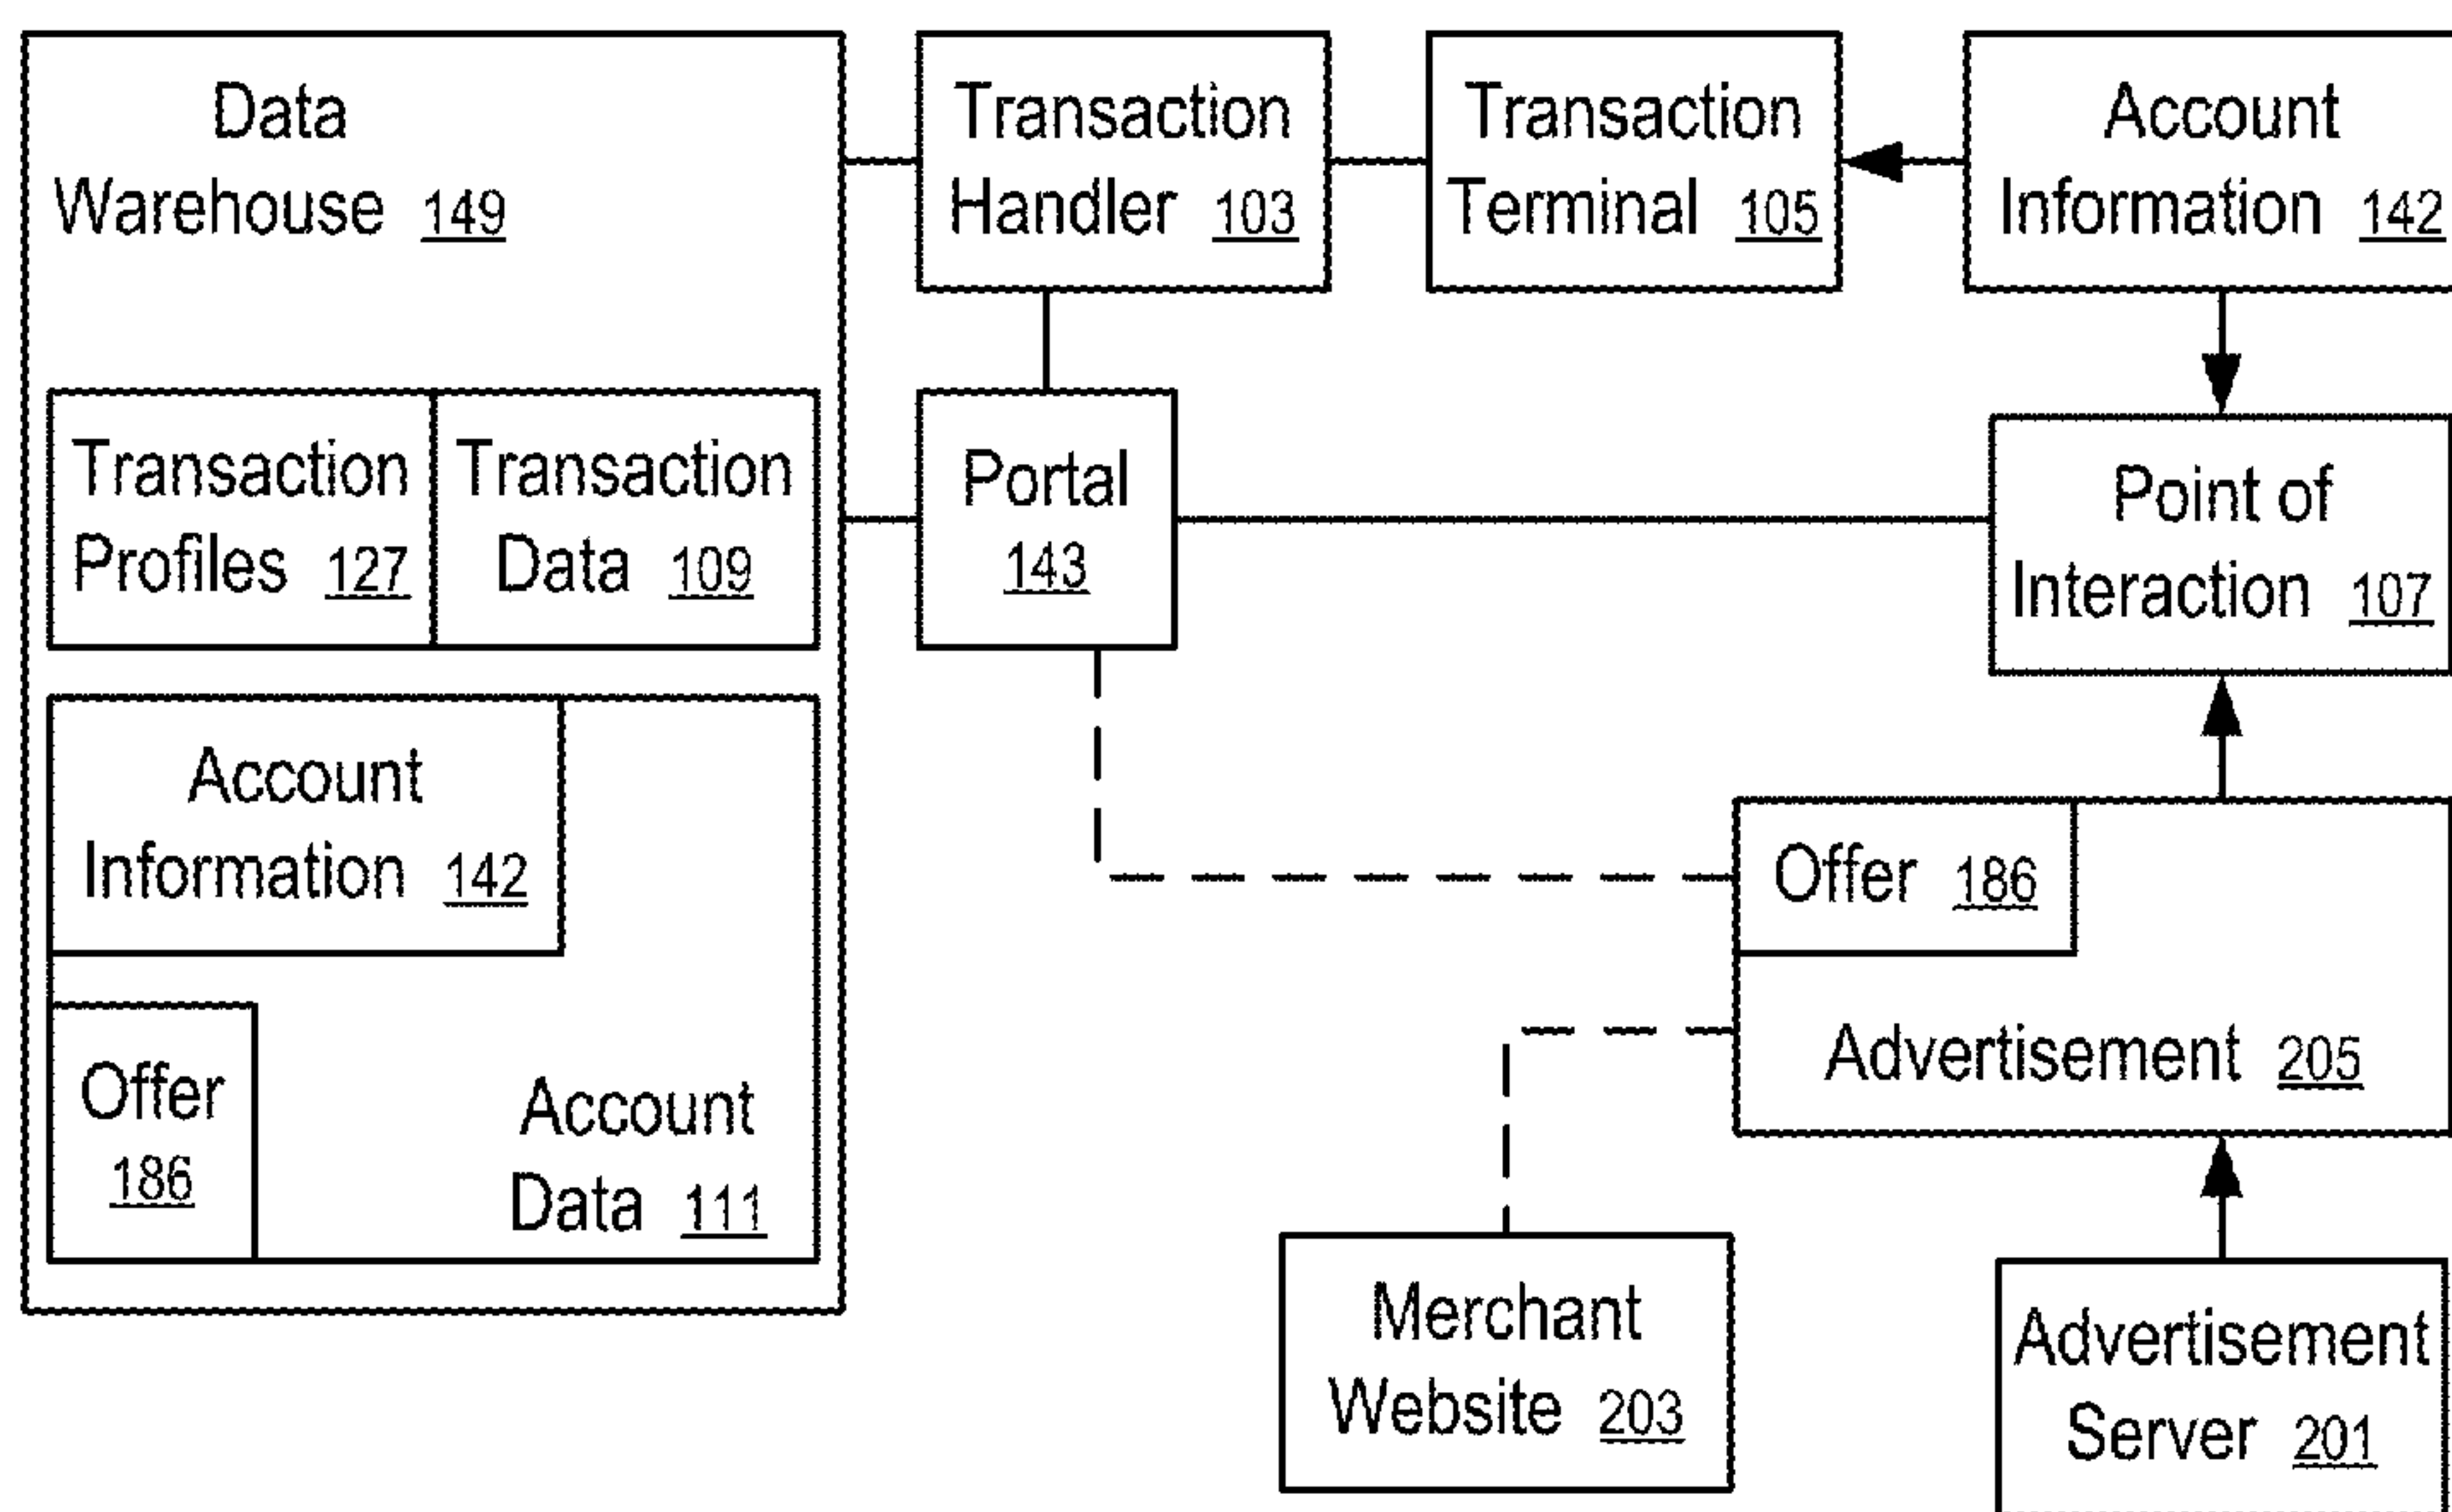 Data
Warehouse 149
Transaction
Handler 103
Transaction
Terminal 105
Account
Information 142
Transaction
Profiles 127
Transaction
Data 109
Portal
143
Point of
Interaction 107
Account
Information 142
Offer 186
Advertisement 205
Offer
186
Account
Data 111
Merchant
Website 203
Advertisement
Server 201